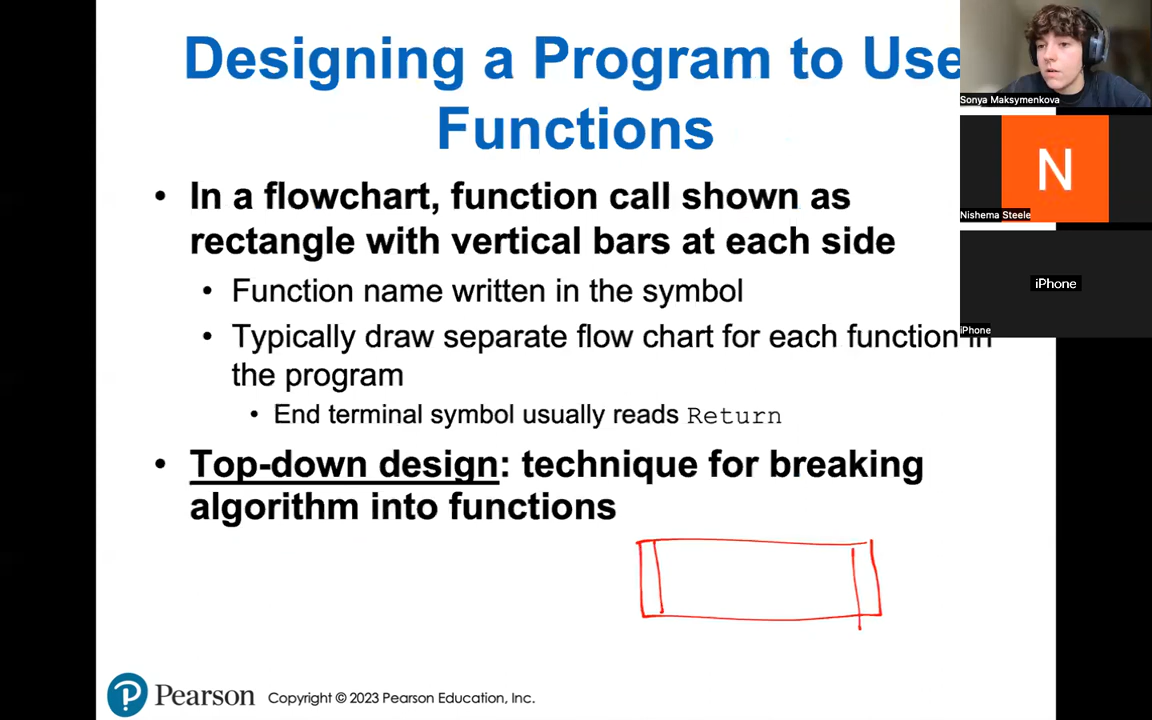 Designing a Program to Use
Functions
• In a flowchart, function call shown as
rectangle with vertical bars at each side
• Function name written in the symbol
• Typically draw separate flow chart for each function in
the program
• End terminal symbol usually reads Return
• Top-down design: technique for breaking
algorithm into functions
P Pearson
Copyright © 2023 Pearson Education, Inc.
Sonya Maksymenkova
N
Nishema Steele
iPhone
iPhone